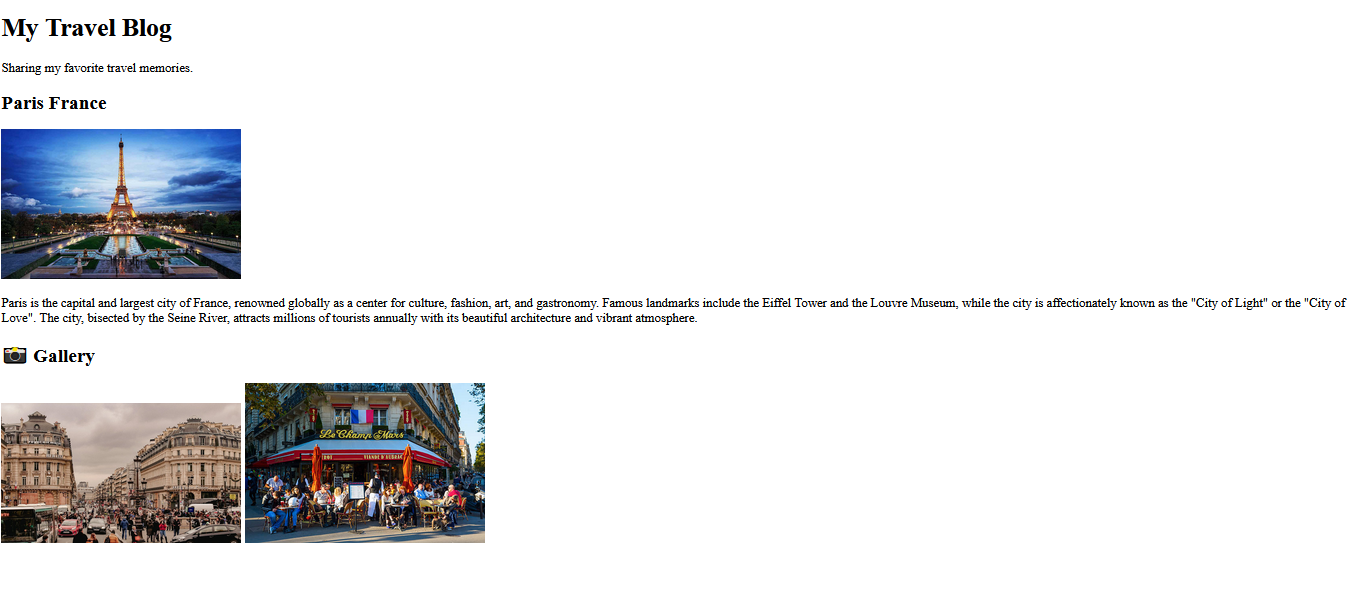 My Travel Blog
Sharing my favorite travel memories.
Paris France
Paris is the capital and largest city of France, renowned globally as a center for culture, fashion, art, and gastronomy. Famous landmarks include the Eiffel Tower and the Louvre Museum, while the city is affectionately known as the "City of Light" or the "City of
Love". The city, bisected by the Seine River, attracts millions of tourists annually with its beautiful architecture and vibrant atmosphere.
📷 Gallery
Le Champ Mars